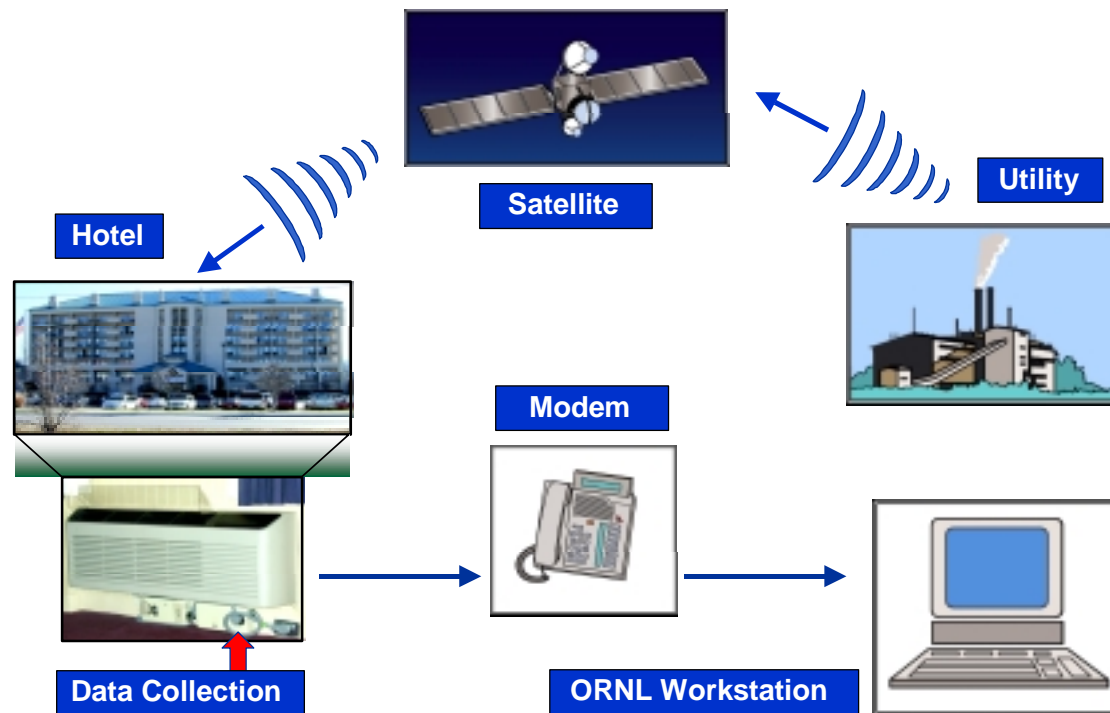 Satellite
Utility
Hotel
Modem
Data Collection
ORNL Workstation